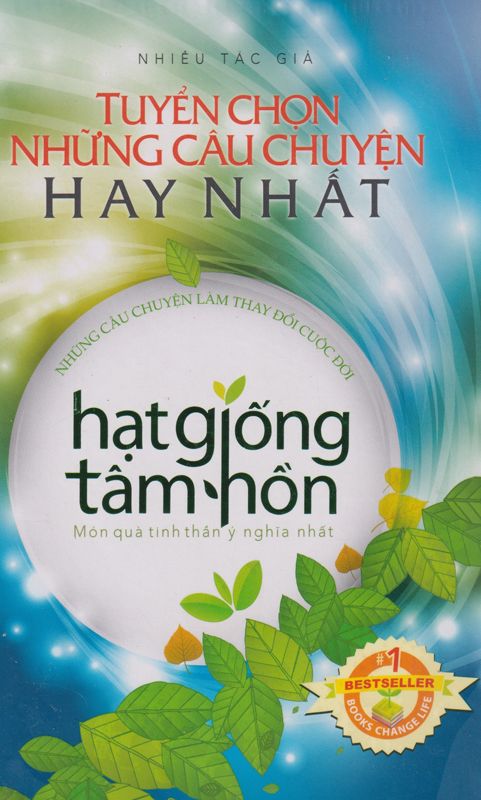 NHIỀU TÁC GIẢ
TUYỂN CHỌN
NHỮNG CÂU CHUYỆN
HAY NHẤT
NHỮNG CÂU CHUYỆN LÀM THAY ĐỔI CUỘC ĐỜI
hạt giống
tâm hồn
Món quà tinh thần ý nghĩa nhất
#1
BESTSELLER
BOOKS CHANGE LIFE